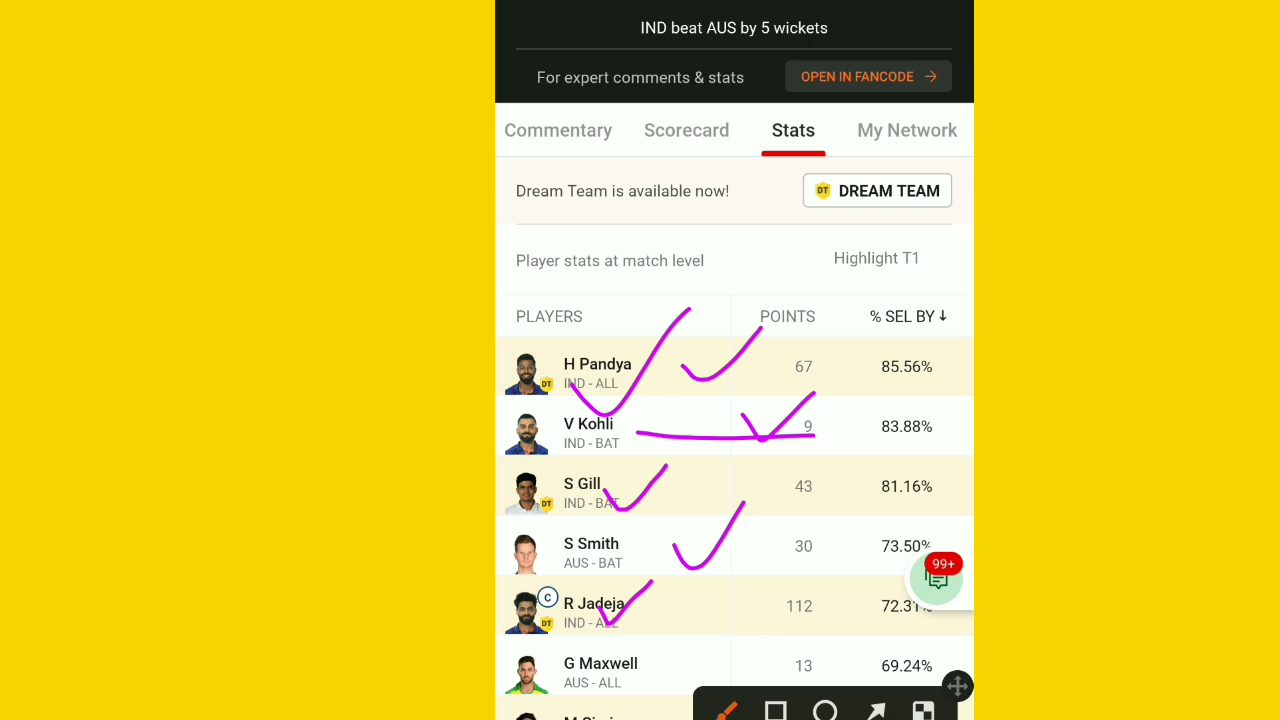 IND beat AUS by 5 wickets
For expert comments & stats OPEN IN FANCODE →
Commentary Scorecard Stats My Network
Dream Team is available now! DT DREAM TEAM
Player stats at match level Highlight T1
PLAYERS POINTS % SEL BY ↓
H Pandya 67 85.56%
DT IND - ALL
V Kohli 9 83.88%
IND - BAT
S Gill 43 81.16%
DT IND - BAT
S Smith 30 73.50%
AUS - BAT
99+
C R Jadeja 112 72.31%
DT IND - ALL
G Maxwell 13 69.24%
AUS - ALL